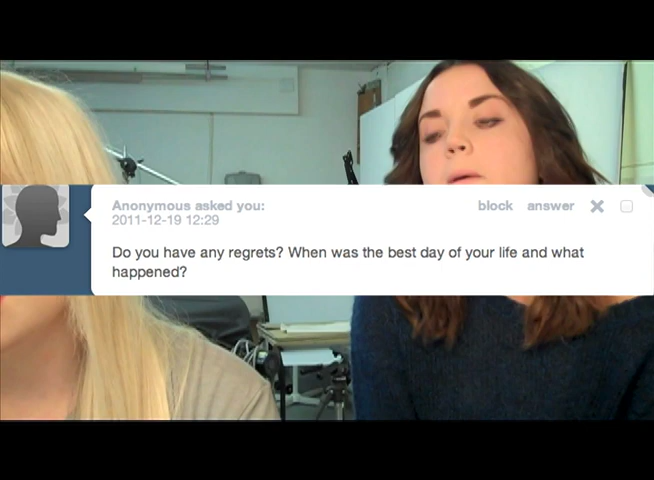 Anonymous asked you:
block answer
2011-12-19 12:29
Do you have any regrets? When was the best day of your life and what
happened?